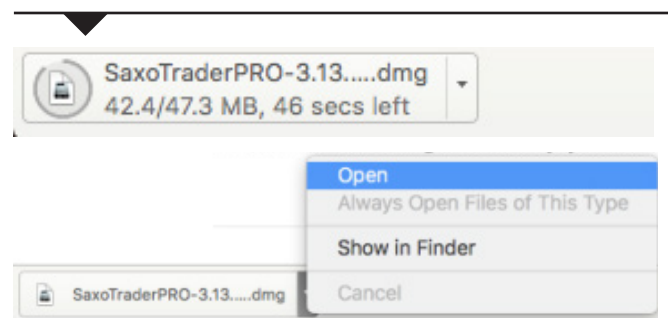 SaxoTraderPRO-3.13.....dmg
42.4/47.3 MB, 46 secs left
Open
Always Open Files of This Type
Show in Finder
SaxoTraderPRO-3.13.....dmg
Cancel